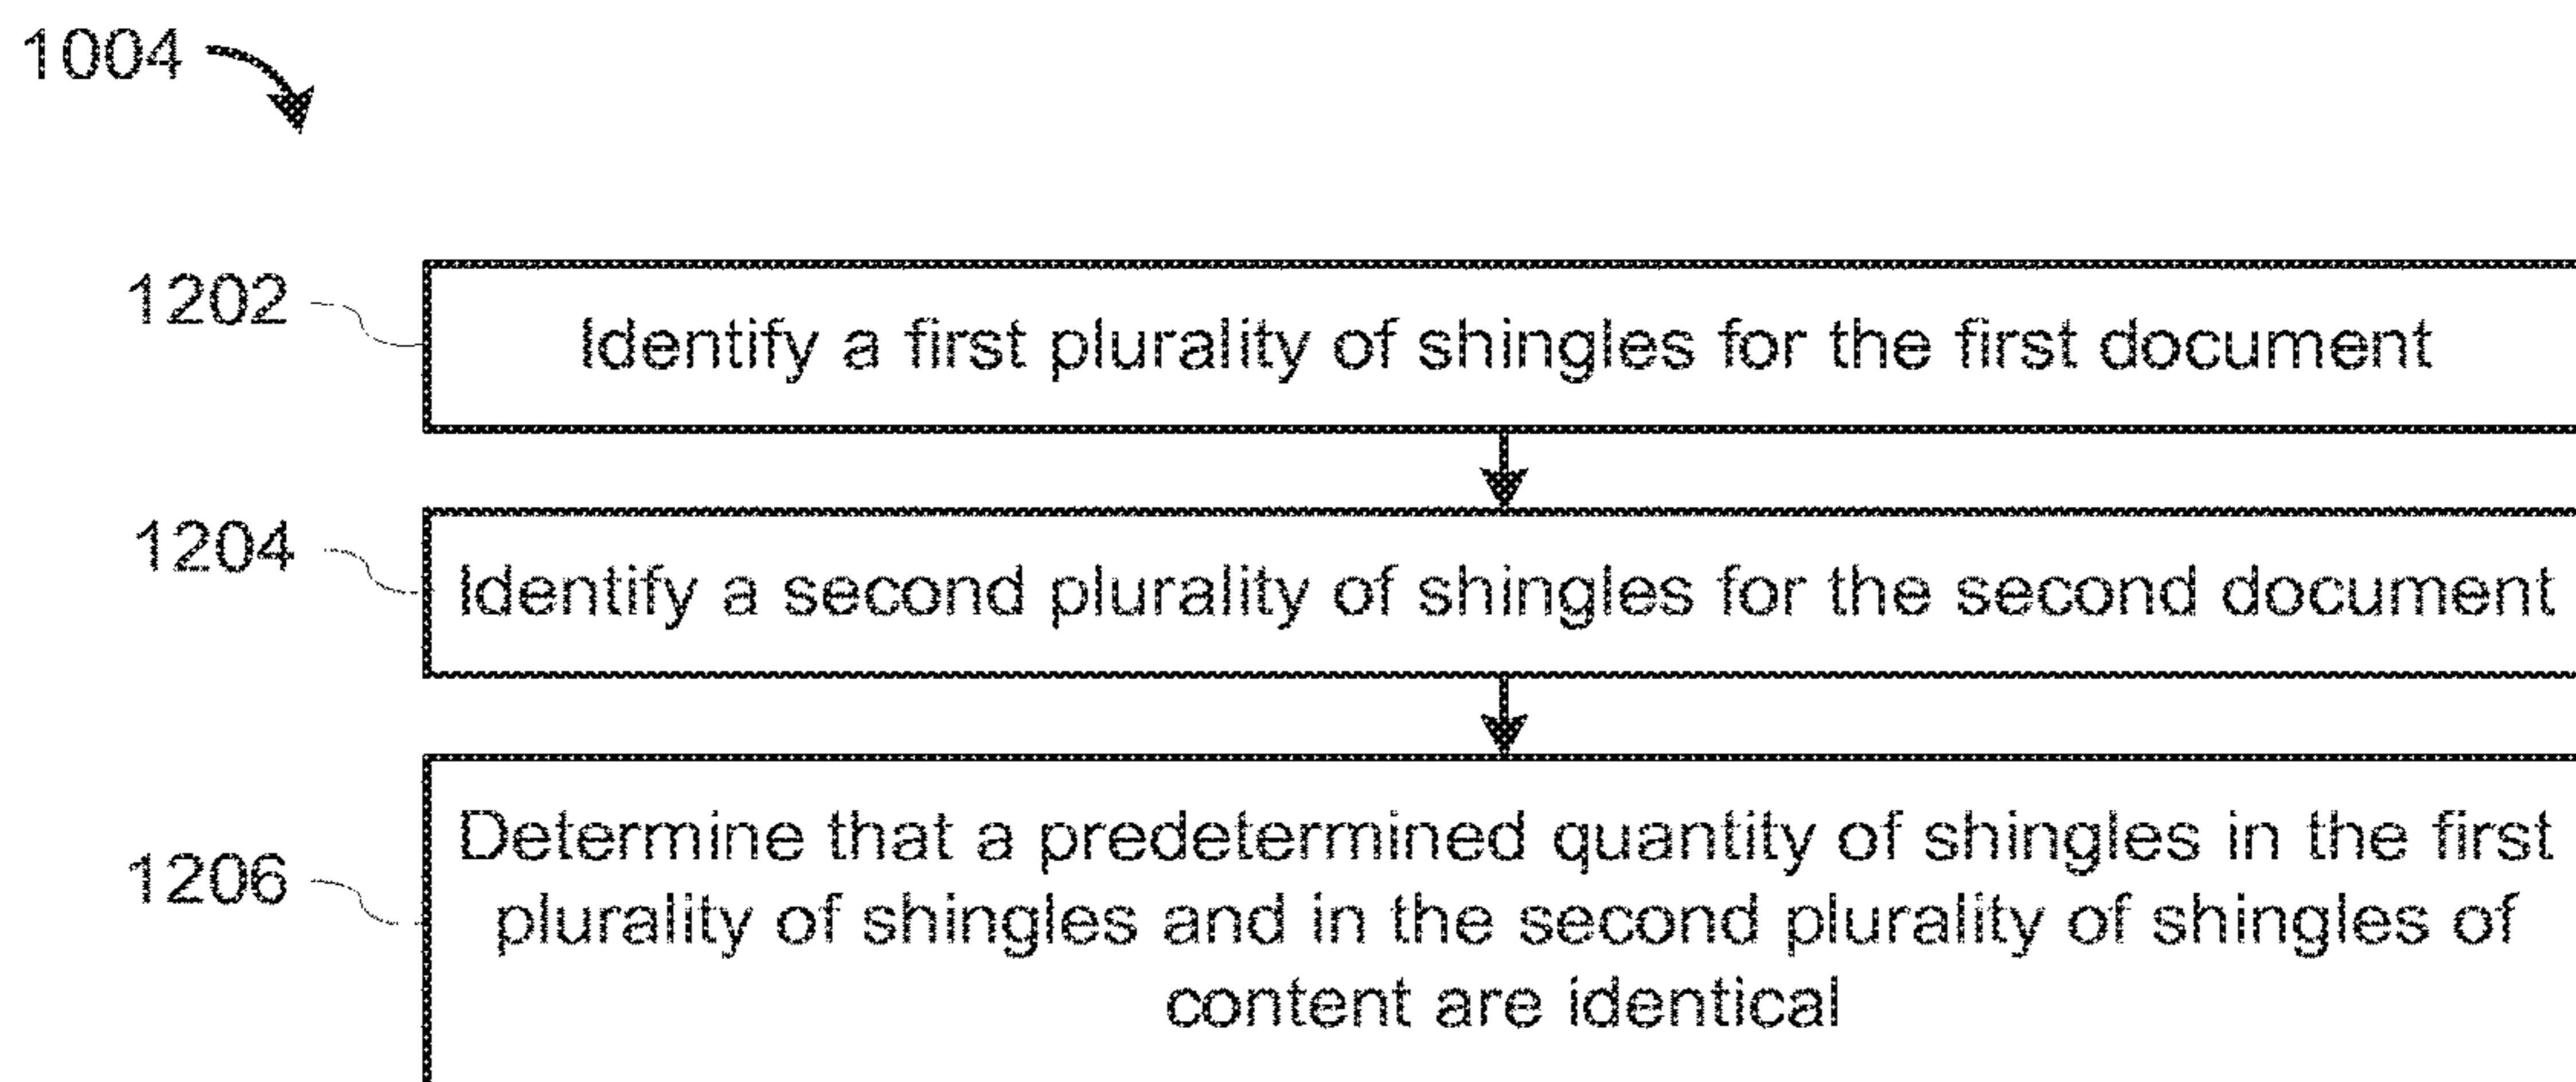 1004
1202
Identify a first plurality of shingles for the first document
1204
Identify a second plurality of shingles for the second document
1206
Determine that a predetermined quantity of shingles in the first
plurality of shingles and in the second plurality of shingles of
content are identical